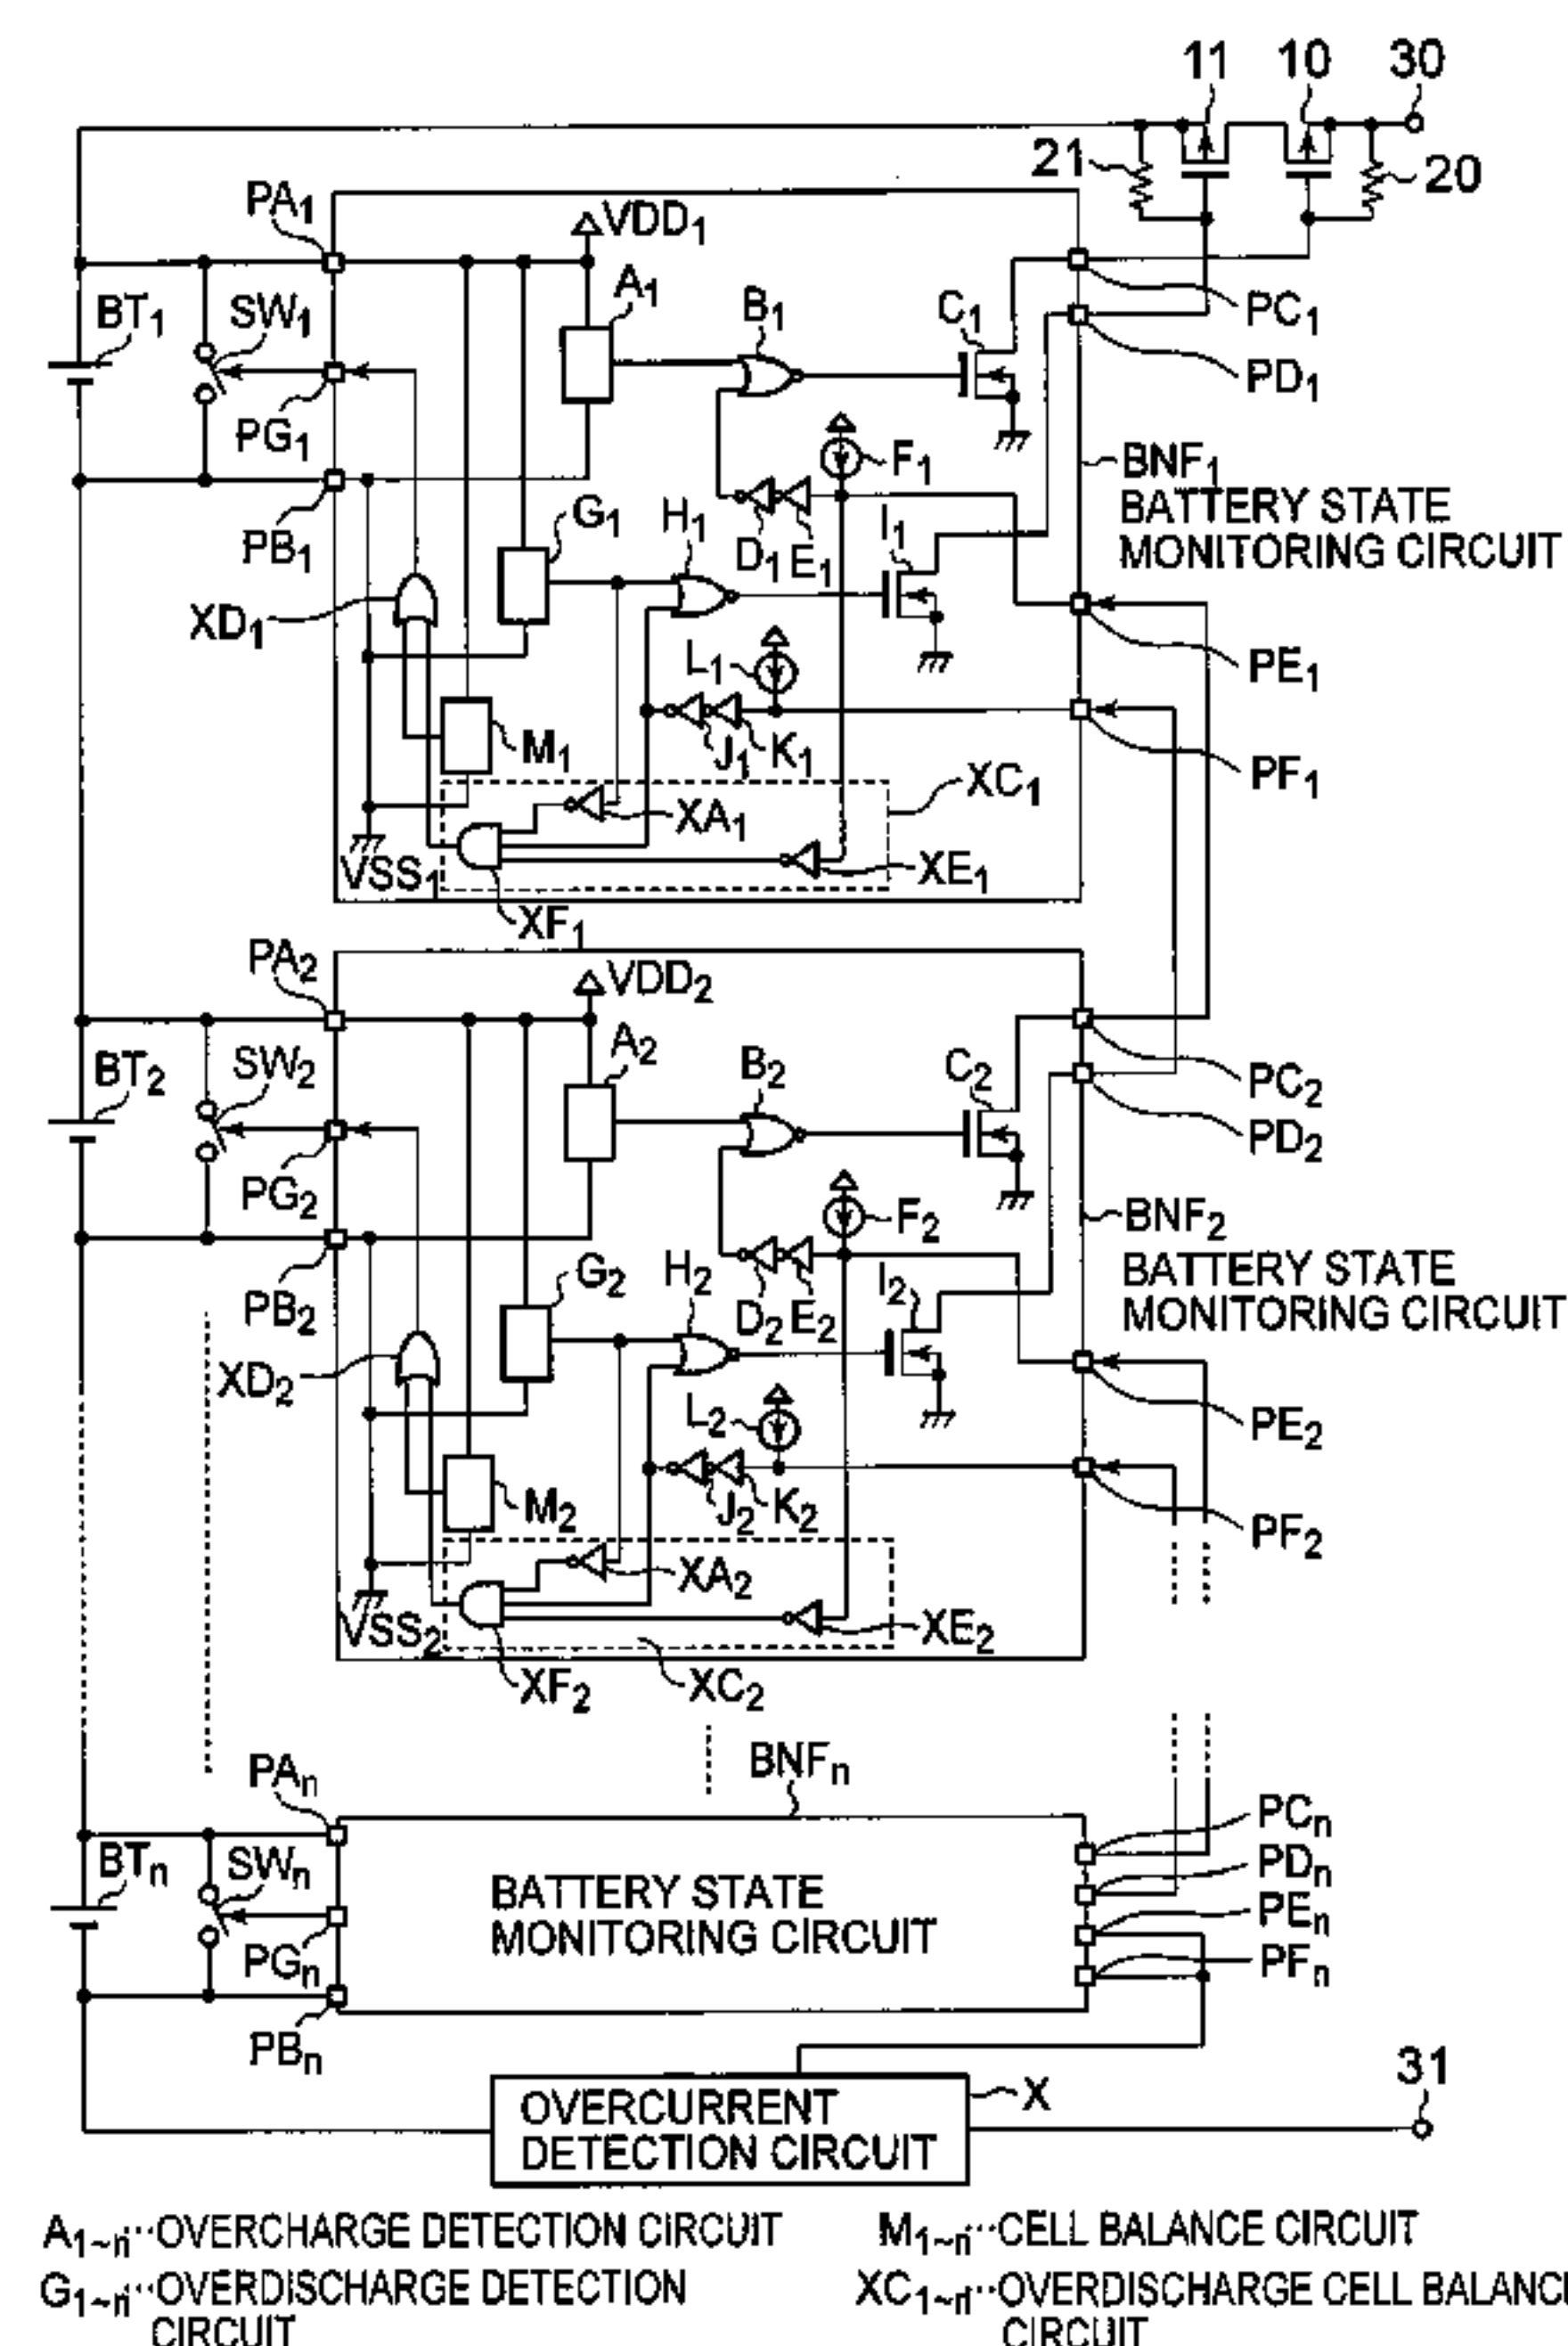 11 10 30
21 20
PA1 VDD1
A1
BT1 SW1 B1 C1 PC1
PD1
PG1 F1 BNF1
BATTERY STATE
MONITORING CIRCUIT
PB1 G1 H1 D1 E1 I1
XD1 L1 PE1
M1 J1 K1 PF1
XC1
XA1
VSS1 XE1
XF1
PA2 VDD2
A2
BT2 SW2 B2 C2 PC2
PD2
PG2 F2 BNF2
BATTERY STATE
MONITORING CIRCUIT
PB2 G2 H2 D2 E2 I2
XD2 L2 PE2
M2 J2 K2 PF2
XA2
VSS2 XE2
XF2 XC2
PAn BNFn
PCn
BTn SWn PDn
BATTERY STATE
MONITORING CIRCUIT
PEn
PGn PFn
PBn
31
OVERCURRENT
DETECTION CIRCUIT
X
A1~n···OVERCHARGE DETECTION CIRCUIT
M1~n···CELL BALANCE CIRCUIT
G1~n···OVERDISCHARGE DETECTION
CIRCUIT
XC1~n···OVERDISCHARGE CELL BALANCE
CIRCUIT